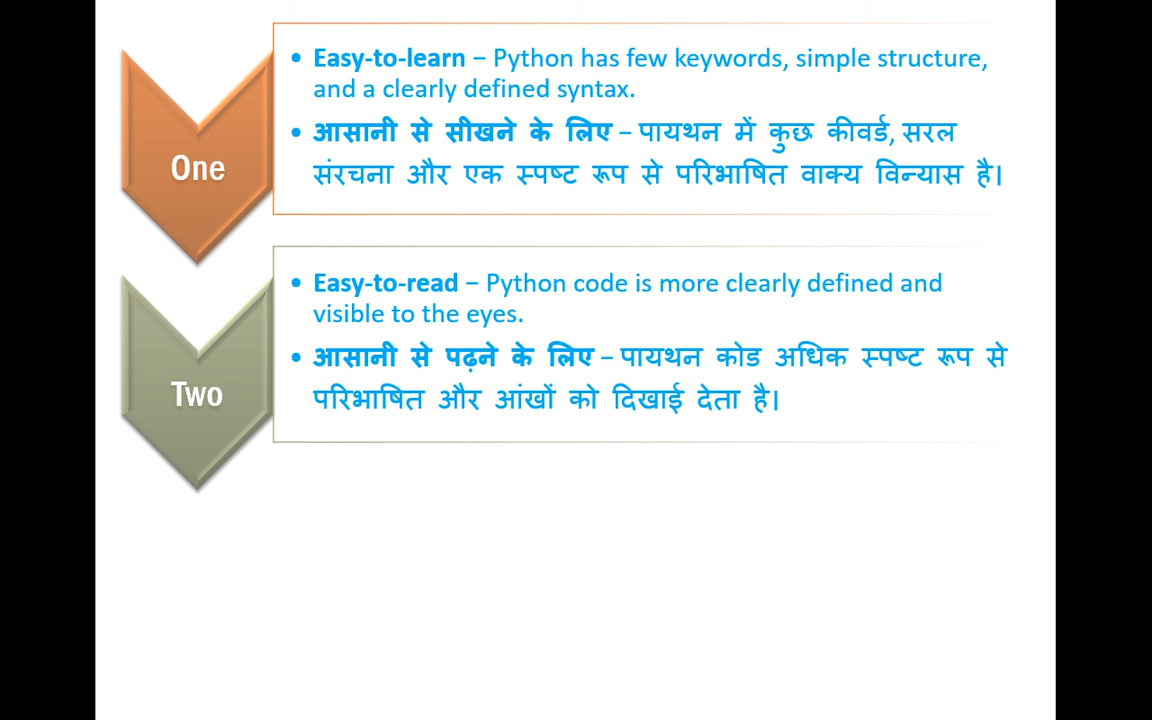 One
• Easy-to-learn – Python has few keywords, simple structure,
and a clearly defined syntax.
• आसानी से सीखने के लिए – पायथन में कुछ कीवर्ड, सरल
संरचना और एक स्पष्ट रूप से परिभाषित वाक्य विन्यास है।
Two
• Easy-to-read – Python code is more clearly defined and
visible to the eyes.
• आसानी से पढ़ने के लिए – पायथन कोड अधिक स्पष्ट रूप से
परिभाषित और आंखों को दिखाई देता है।